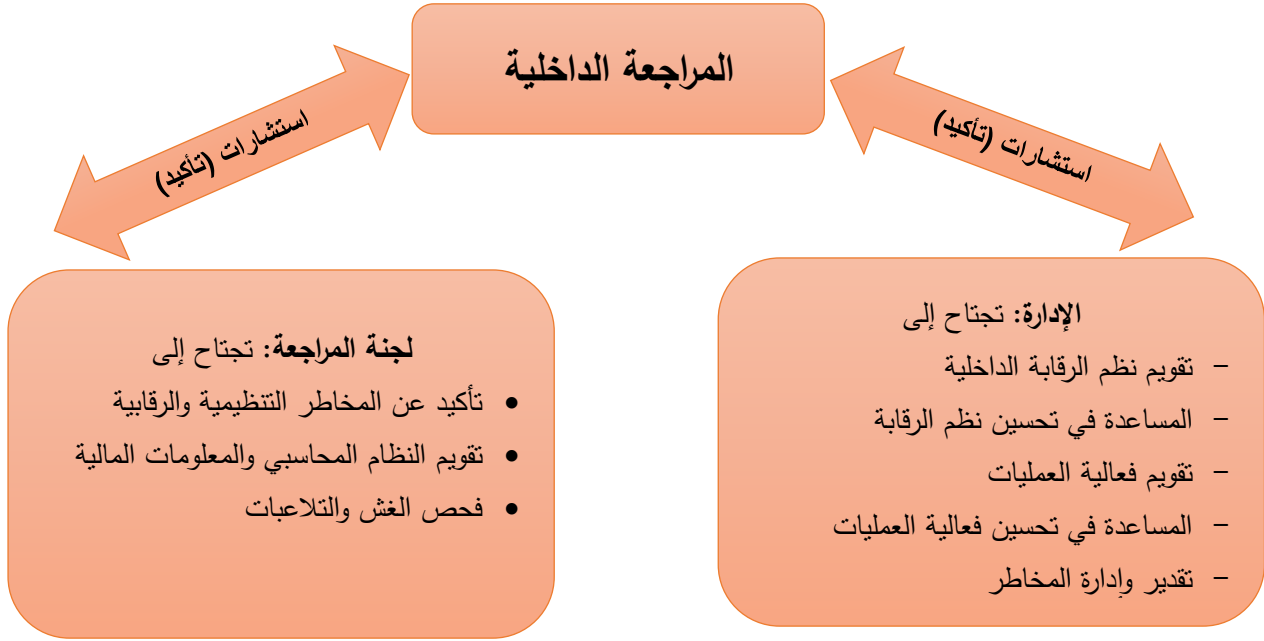 المراجعة الداخلية
استشارات (تأكيد)
استشارات (تأكيد)
الإدارة: تجتاح إلى
– تقويم نظم الرقابة الداخلية
– المساعدة في تحسين نظم الرقابة
– تقويم فعالية العمليات
– المساعدة في تحسين فعالية العمليات
– تقدير وإدارة المخاطر
لجنة المراجعة: تجتاح إلى
• تأكيد عن المخاطر التنظيمية والرقابية
• تقويم النظام المحاسبي والمعلومات المالية
• فحص الغش والتلاعبات